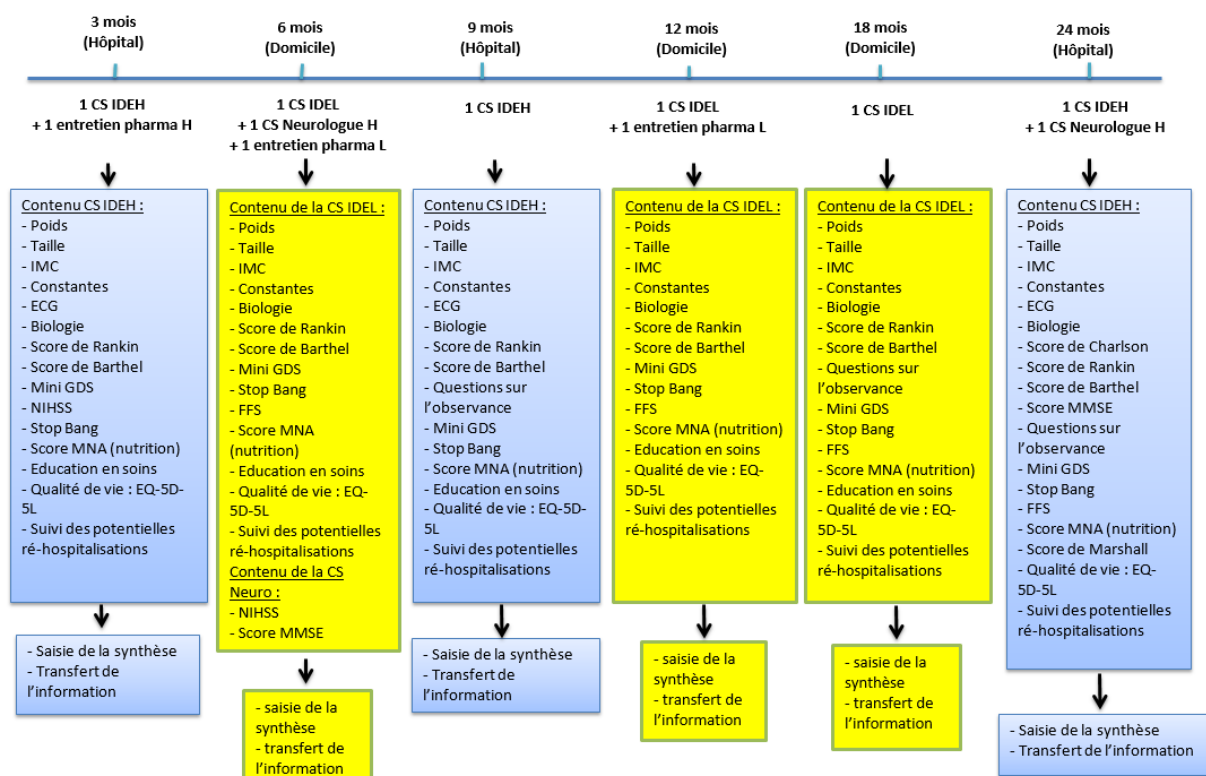 3 mois
(Hôpital)
6 mois
(Domicile)
9 mois
(Hôpital)
12 mois
(Domicile)
18 mois
(Domicile)
24 mois
(Hôpital)
1 CS IDEH
+ 1 entretien pharma H
1 CS IDEL
+ 1 CS Neurologue H
+ 1 entretien pharma L
1 CS IDEH
1 CS IDEL
+ 1 entretien pharma L
1 CS IDEL
1 CS IDEH
+ 1 CS Neurologue H
Contenu CS IDEH :
- Poids
- Taille
- IMC
- Constantes
- ECG
- Biologie
- Score de Rankin
- Score de Barthel
- Mini GDS
- NIHSS
- Stop Bang
- Score MNA (nutrition)
- Education en soins
- Qualité de vie : EQ-
5D-
5L
- Suivi des potentielles
ré-hospitalisations
- Saisie de la synthèse
- Transfert de
l'information
Contenu de la CS IDEL :
- Poids
- Taille
- IMC
- Constantes
- Biologie
- Score de Rankin
- Score de Barthel
- Mini GDS
- Stop Bang
- FFS
- Score MNA
(nutrition)
- Education en soins
- Qualité de vie : EQ-
5D-5L
- Suivi des potentielles
ré-hospitalisations
Contenu de la CS
Neuro :
- NIHSS
- Score MMSE
- saisie de la
synthèse
- transfert de
l'information
Contenu CS IDEH :
- Poids
- Taille
- IMC
- Constantes
- ECG
- Biologie
- Score de Rankin
- Score de Barthel
- Questions sur
l'observance
- Mini GDS
- Stop Bang
- Score MNA (nutrition)
- Education en soins
- Qualité de vie : EQ-5D-
5L
- Suivi des potentielles
ré-hospitalisations
- Saisie de la synthèse
- Transfert de
l'information
Contenu de la CS IDEL :
- Poids
- Taille
- IMC
- Constantes
- Biologie
- Score de Rankin
- Score de Barthel
- Mini GDS
- Stop Bang
- FFS
- Score MNA (nutrition)
- Education en soins
- Qualité de vie : EQ-
5D-5L
- Suivi des potentielles
ré-hospitalisations
- saisie de la
synthèse
- transfert de
l'information
Contenu de la CS IDEL :
- Poids
- Taille
- IMC
- Constantes
- Biologie
- Score de Rankin
- Score de Barthel
- Questions sur
l'observance
- Mini GDS
- Stop Bang
- FFS
- Score MNA (nutrition)
- Education en soins
- Qualité de vie : EQ-
5D-5L
- Suivi des potentielles
ré-hospitalisations
- saisie de la
synthèse
- transfert de
l'information
Contenu CS IDEH :
- Poids
- Taille
- IMC
- Constantes
- ECG
- Biologie
- Score de Charlson
- Score de Rankin
- Score de Barthel
- Score MMSE
- Questions sur
l'observance
- Mini GDS
- Stop Bang
- FFS
- Score MNA (nutrition)
- Score de Marshall
- Qualité de vie : EQ-
5D-5L
- Suivi des potentielles
ré-hospitalisations
- Saisie de la synthèse
- Transfert de l'information